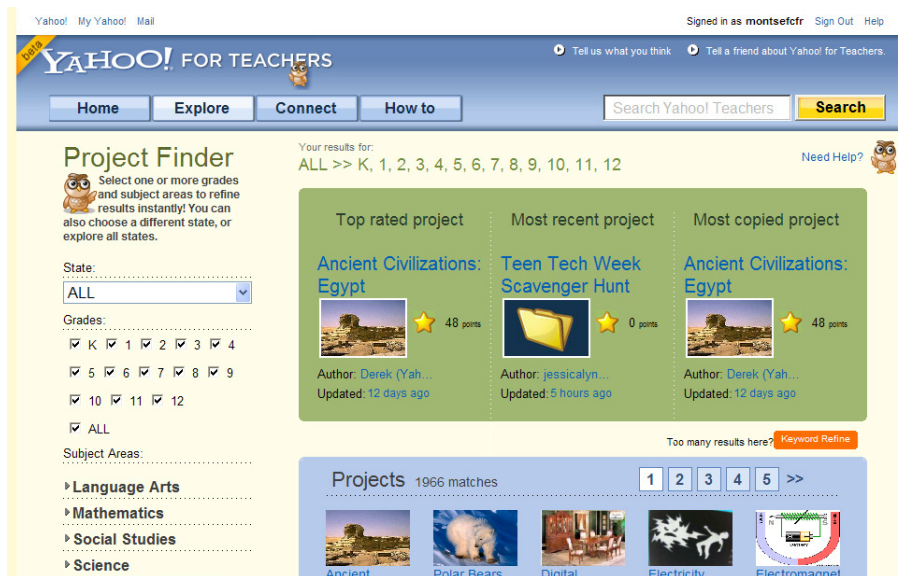 Yahoo! My Yahoo! Mail
Signed in as montsefcfr Sign Out Help
beta
YAHOO! FOR TEACHERS
Tell us what you think Tell a friend about Yahoo! for Teachers.
Home Explore Connect How to
Search Yahoo! Teachers Search
Project Finder
Select one or more grades
and subject areas to refine
results instantly! You can
also choose a different state, or
explore all states.
State:
ALL
Grades:
K 1 2 3 4
5 6 7 8 9
10 11 12
ALL
Subject Areas:
Language Arts
Mathematics
Social Studies
Science
Your results for:
ALL >> K, 1, 2, 3, 4, 5, 6, 7, 8, 9, 10, 11, 12
Need Help?
Top rated project
Ancient Civilizations:
Egypt
48 points
Author: Derek (Yah...
Updated: 12 days ago
Most recent project
Teen Tech Week
Scavenger Hunt
0 points
Author: jessicalyn...
Updated: 5 hours ago
Most copied project
Ancient Civilizations:
Egypt
48 points
Author: Derek (Yah...
Updated: 12 days ago
Too many results here? Keyword Refine
Projects 1966 matches
1 2 3 4 5 >>
Ancient Polar Bears Digital Electricity Electromagnet